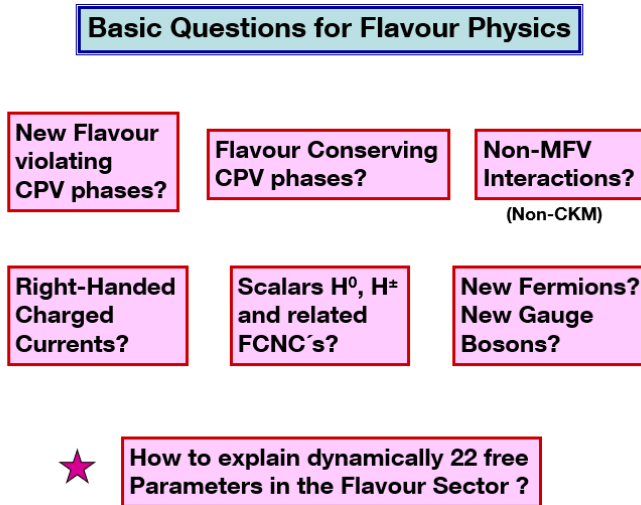 Basic Questions for Flavour Physics
New Flavour
violating
CPV phases?
Flavour Conserving
CPV phases?
Non-MFV
Interactions?
(Non-CKM)
Right-Handed
Charged
Currents?
Scalars H⁰, H±
and related
FCNC´s?
New Fermions?
New Gauge
Bosons?
How to explain dynamically 22 free
Parameters in the Flavour Sector ?